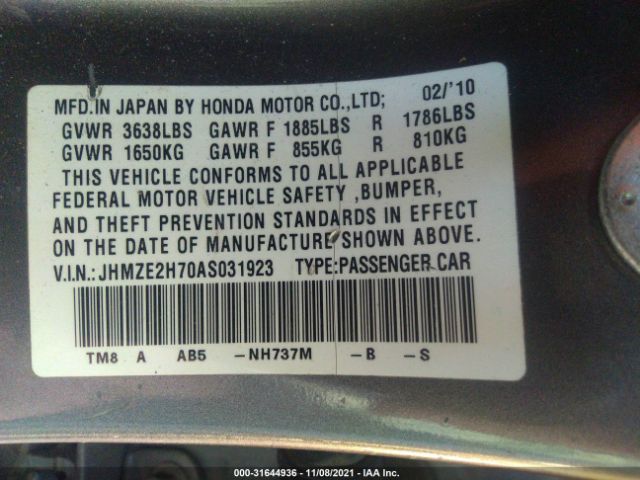 MFD.IN JAPAN BY HONDA MOTOR CO.,LTD; 02/'10
GVWR 3638LBS GAWR F 1885LBS R 1786LBS
GVWR 1650KG GAWR F 855KG R 810KG
THIS VEHICLE CONFORMS TO ALL APPLICABLE
FEDERAL MOTOR VEHICLE SAFETY ,BUMPER,
AND THEFT PREVENTION STANDARDS IN EFFECT
ON THE DATE OF MANUFACTURE SHOWN ABOVE.
V.I.N.:JHMZE2H70AS031923 TYPE:PASSENGER CAR
TM8 A AB5 -NH737M -B -S
000-31644936 - 11/08/2021 - IAA Inc.